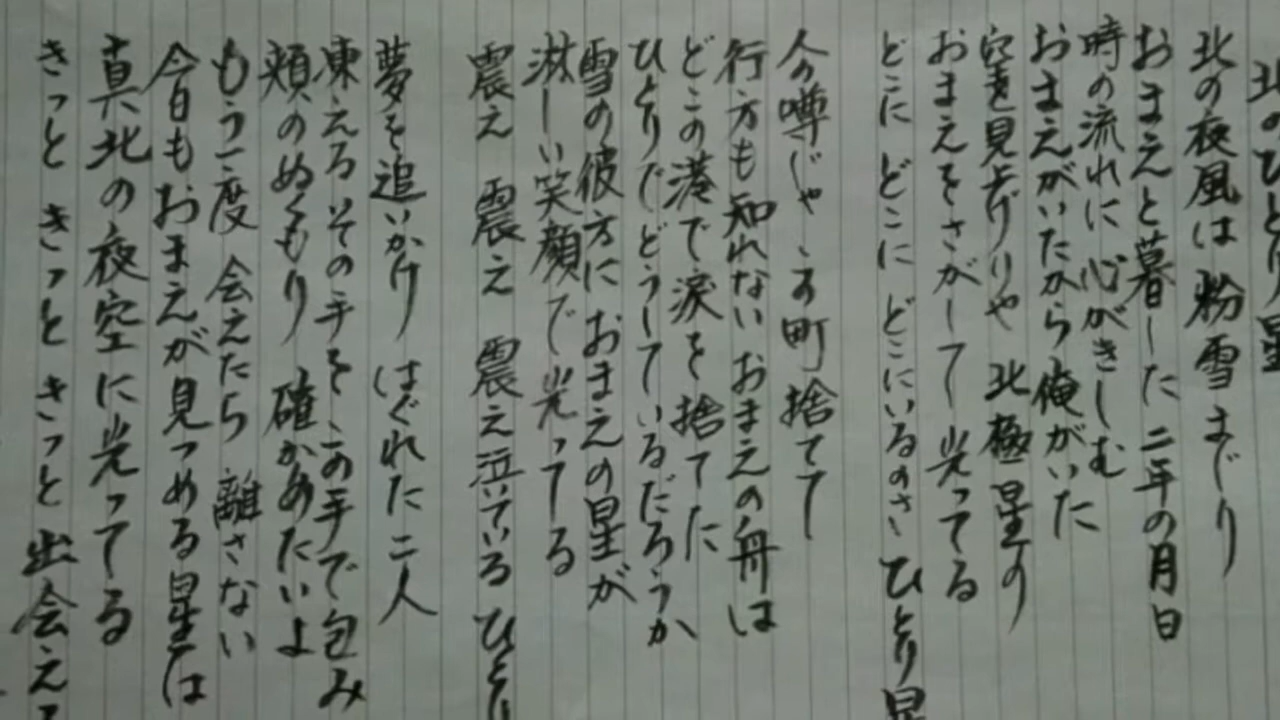 北のひとり星
北の夜風は 粉雪まじり
おまえと暮した 二年の月日
時の流れに 心がきしむ
おまえがいたから 俺がいた
空を見上げりゃ 北極星の
おまえをさがして 光ってる
どこに どこに どこにいるのさ ひとり星
人の噂じゃ この町捨てて
行方も知れない おまえの舟は
どこの港で 涙を捨てた
ひとりでどうしているだろうか
雪の彼方に おまえの星が
淋しい笑顔で 光ってる
震え 震え 震え泣いている ひとり
夢を追いかけ はぐれた二人
凍えるその手を この手で包み
頬のぬくもり 確かめたいよ
もう一度 会えたら 離さない
今日もおまえが 見つめる星は
真北の夜空に 光ってる
きっと きっと きっと 出会え